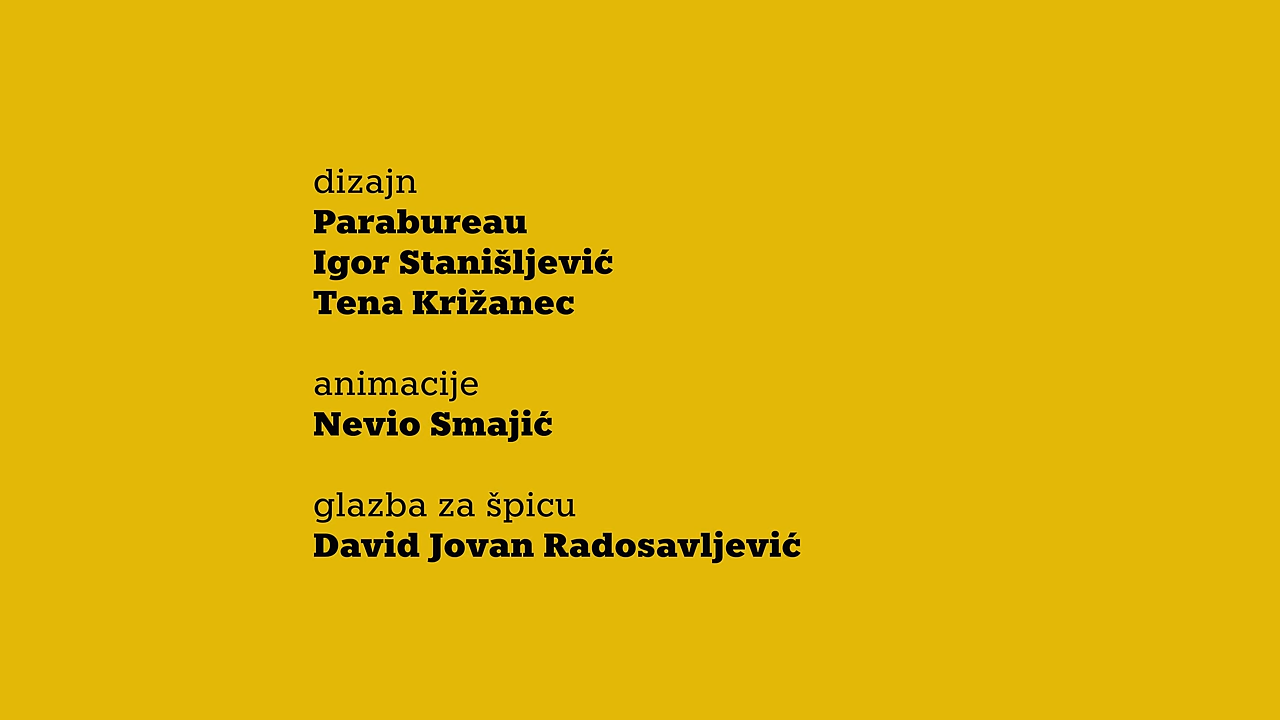 dizajn
Parabureau
Igor Stanišljević
Tena Križanec
animacije
Nevio Smajić
glazba za špicu
David Jovan Radosavljević